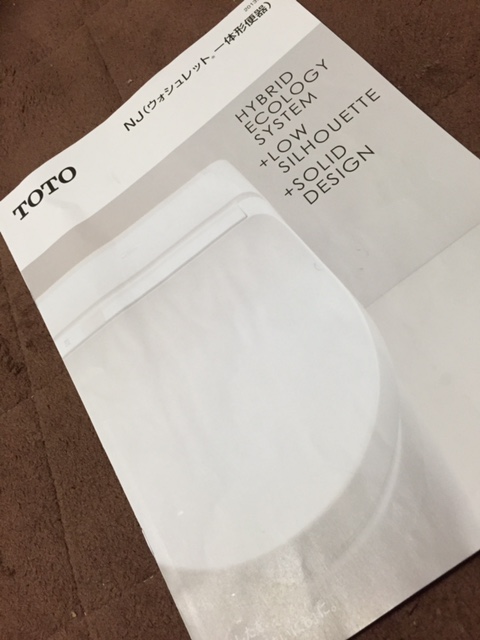 TOTO
NJ(ウォシュレット®一体形便器)
HYBRID
ECOLOGY
SYSTEM
+LOW
SILHOUETTE
+SOLID
DESIGN